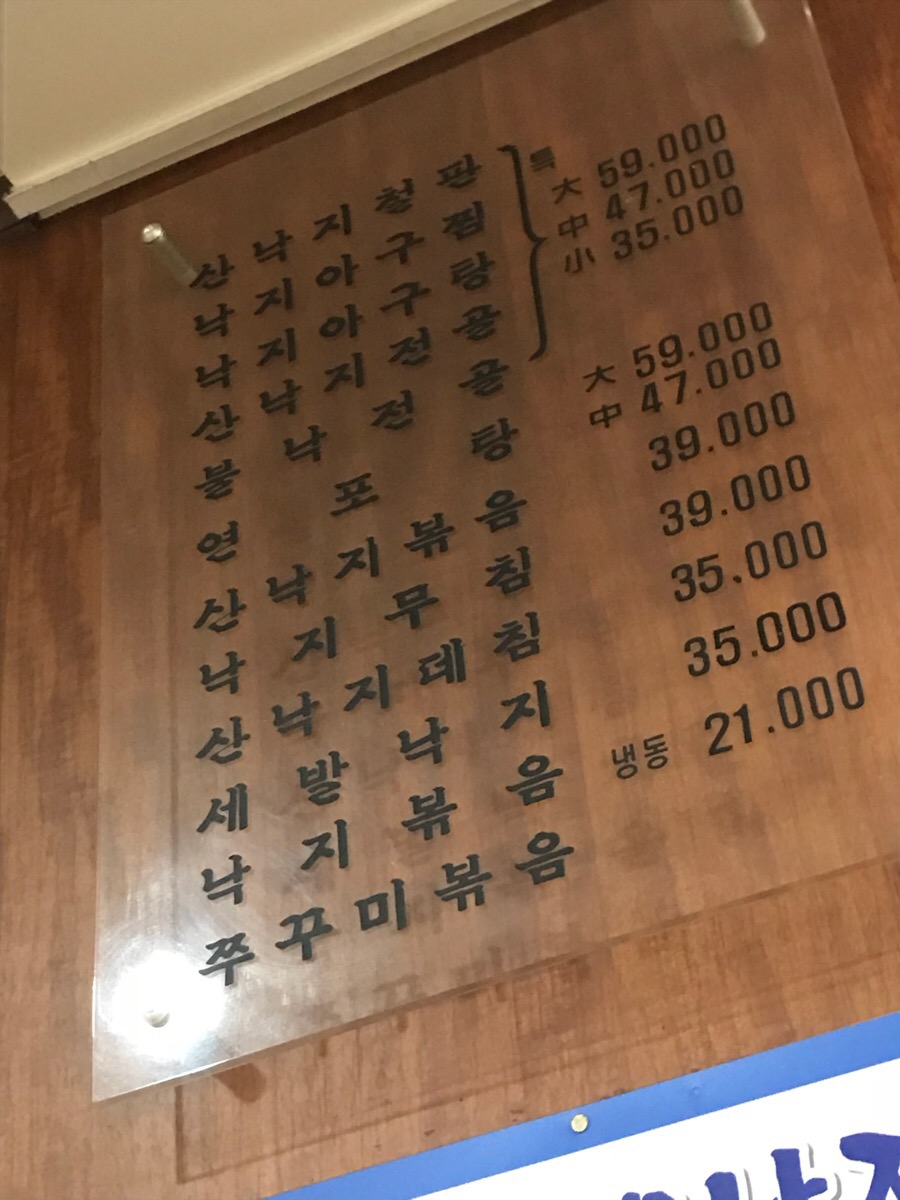 산낙지철판
낙지아구찜
낙지아구탕
산낙지전골
불낙전골
특
大 59.000
中 47.000
小 35.000
연포탕 大 59.000
中 47.000
산낙지볶음 39.000
낙지무침 39.000
산낙지데침 35.000
세발낙지 35.000
낙지볶음 냉동 21.000
쭈꾸미볶음